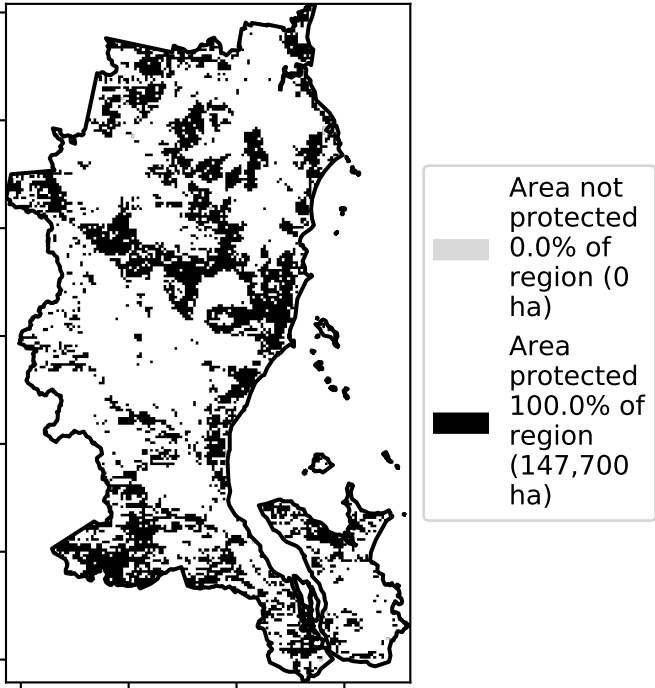 Area not
protected
0.0% of
region (0
ha)
Area
protected
100.0% of
region
(147,700
ha)